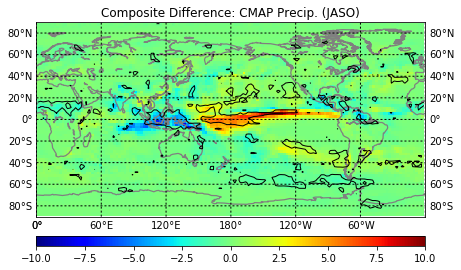 Composite Difference: CMAP Precip. (JASO)
80°N 80°N
60°N 60°N
40°N 40°N
20°N 20°N
0° 0°
20°S 20°S
40°S 40°S
60°S 60°S
80°S 80°S
0° 60°E 120°E 180° 120°W 60°W
−10.0 −7.5 −5.0 −2.5 0.0 2.5 5.0 7.5 10.0